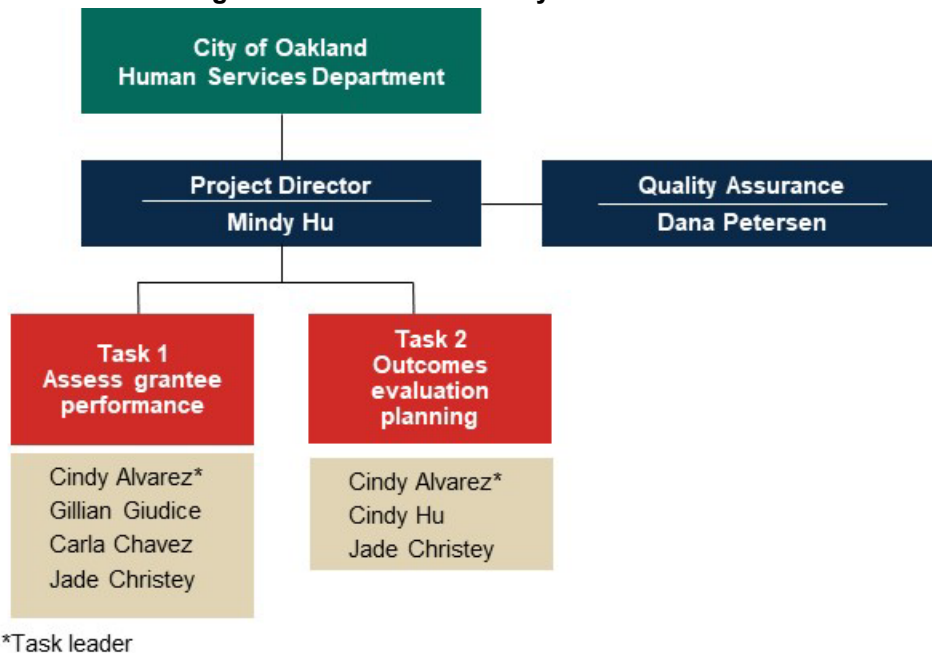 City of Oakland
Human Services Department
Project Director
Mindy Hu
Quality Assurance
Dana Petersen
Task 1
Assess grantee
performance
Task 2
Outcomes
evaluation
planning
Cindy Alvarez*
Gillian Giudice
Carla Chavez
Jade Christey
Cindy Alvarez*
Cindy Hu
Jade Christey
*Task leader